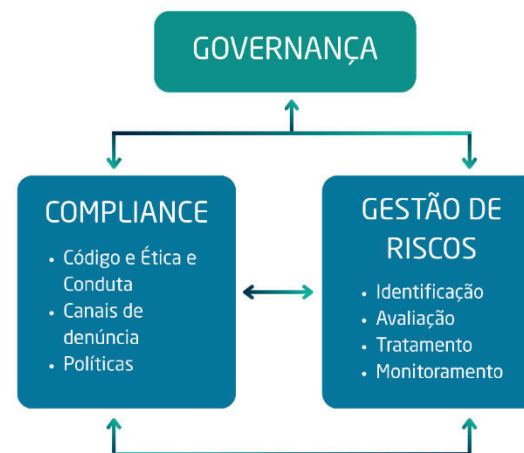 GOVERNANÇA
COMPLIANCE
• Código e Ética e
Conduta
• Canais de
denúncia
• Políticas
GESTÃO DE
RISCOS
• Identificação
• Avaliação
• Tratamento
• Monitoramento